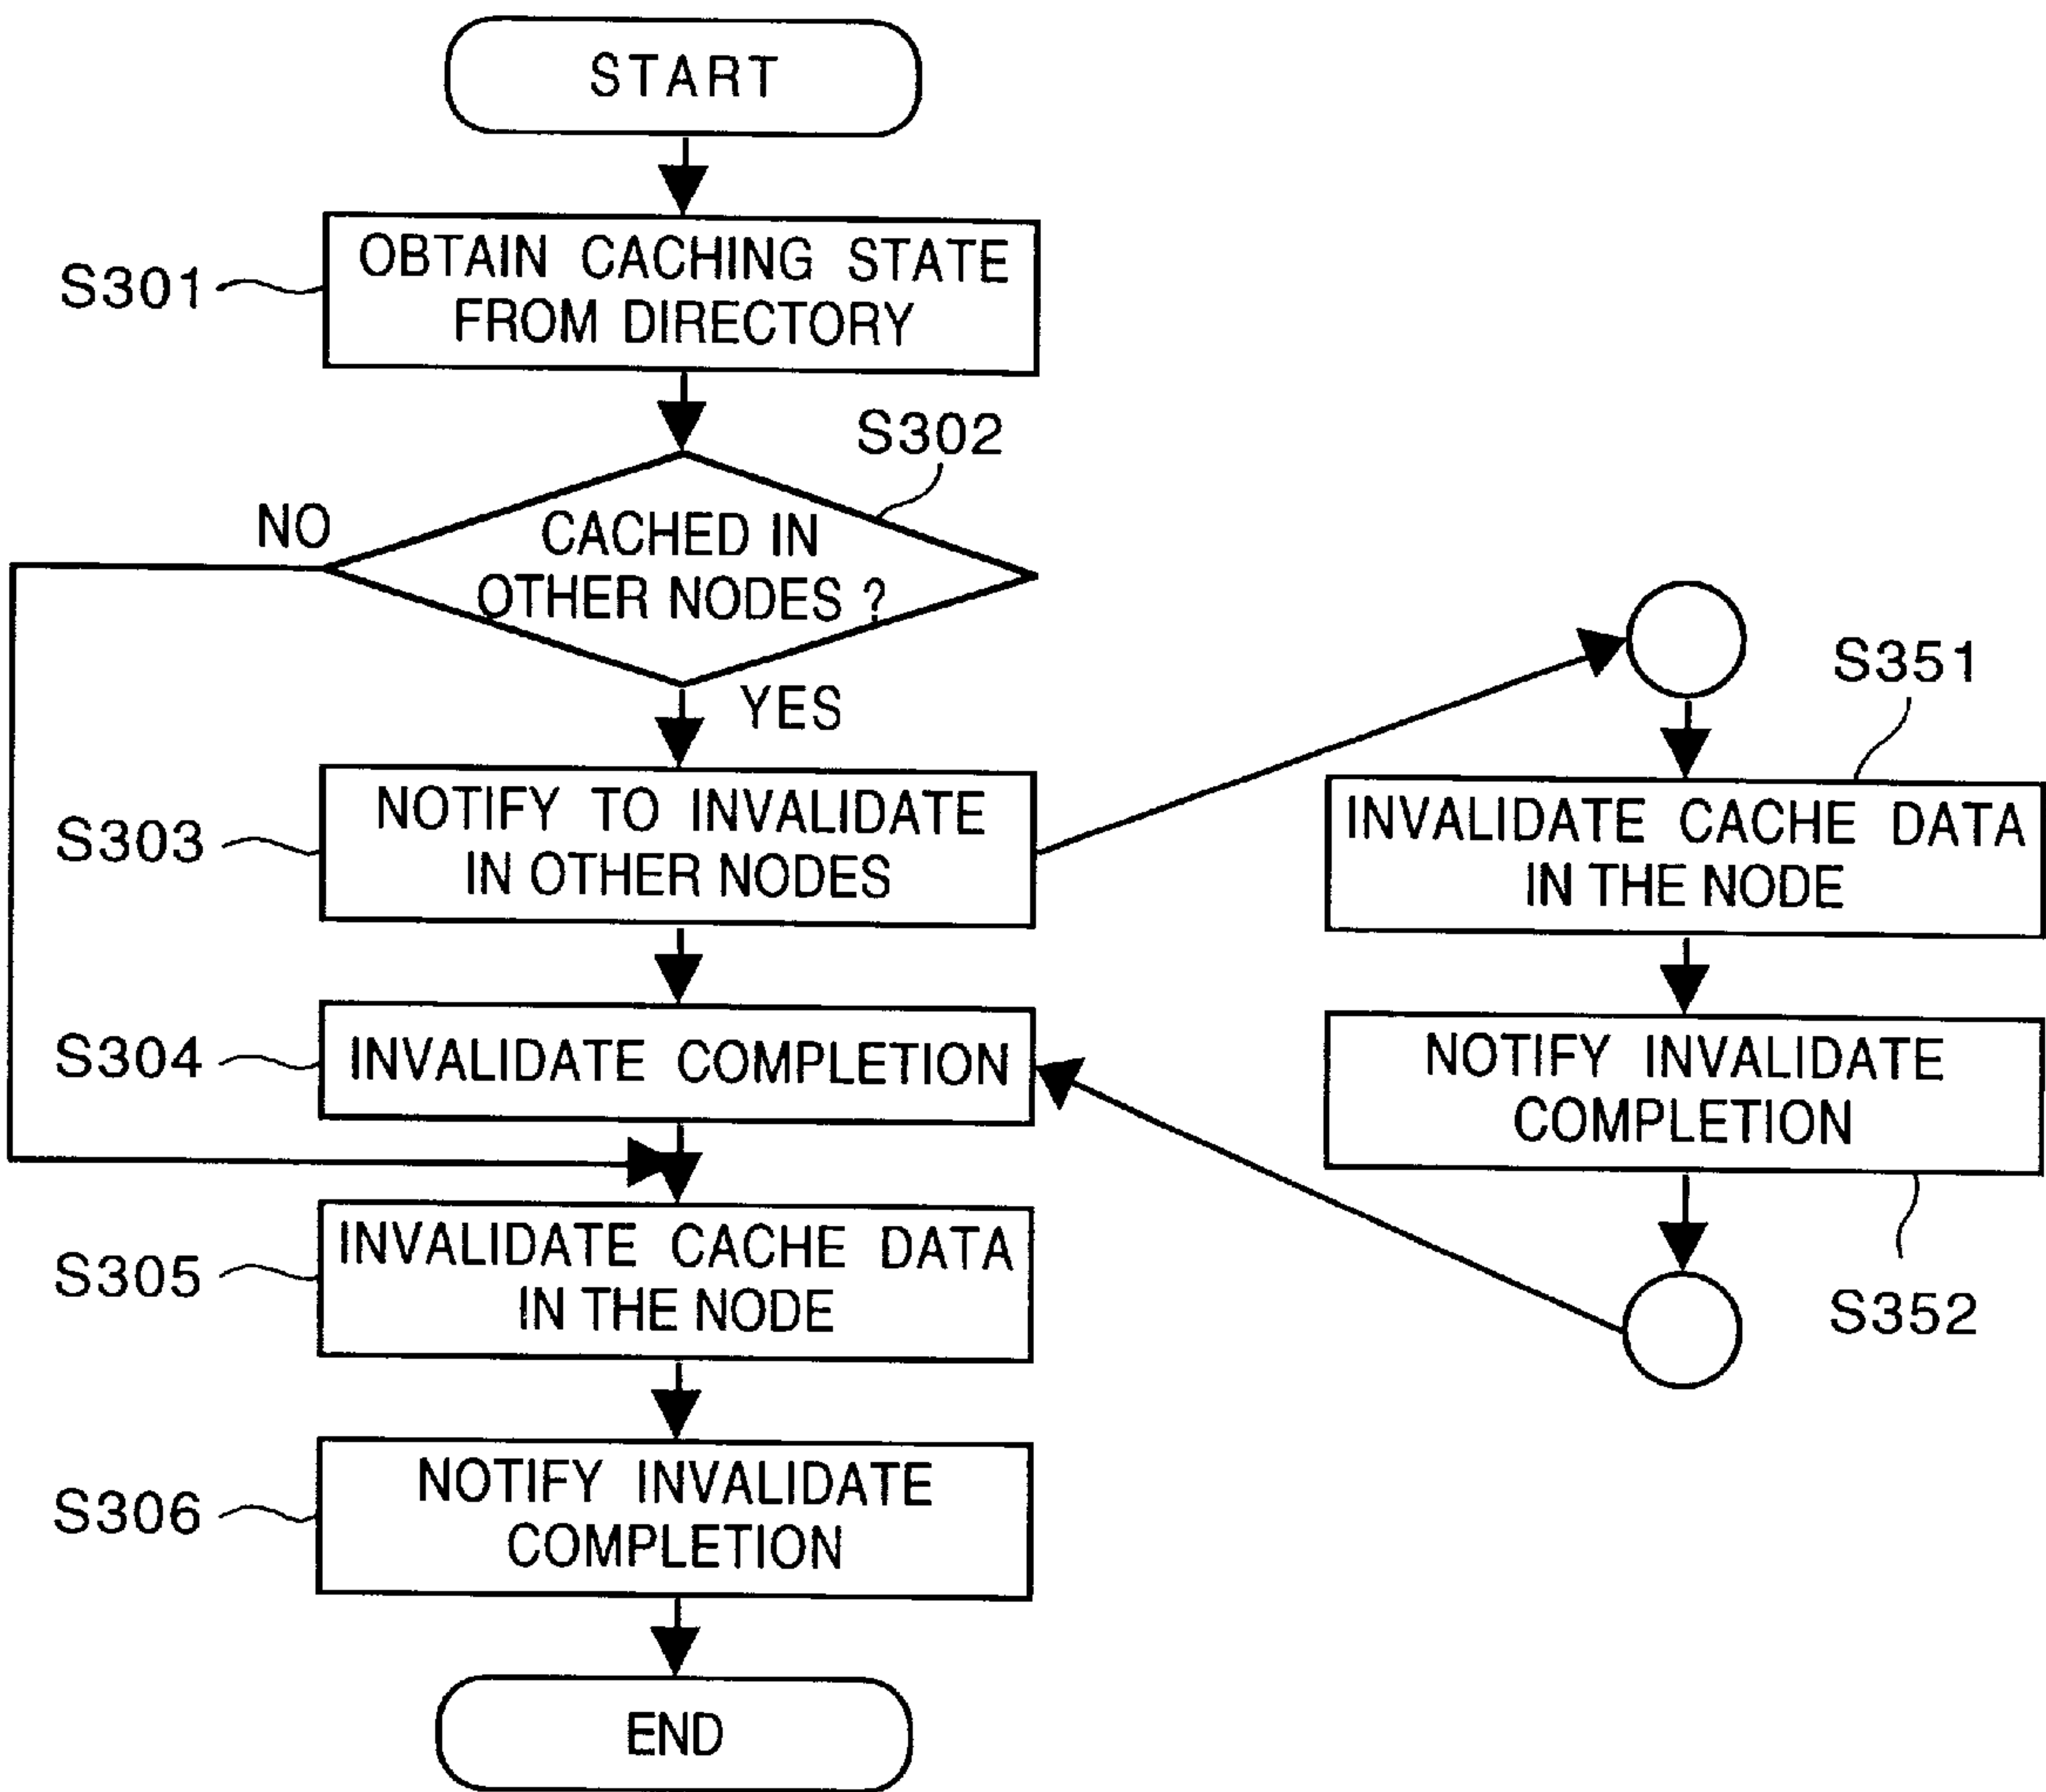 START
S301
OBTAIN CACHING STATE
FROM DIRECTORY
S302
NO
CACHED IN
OTHER NODES ?
YES
S303
NOTIFY TO INVALIDATE
IN OTHER NODES
S351
INVALIDATE CACHE DATA
IN THE NODE
S304
INVALIDATE COMPLETION
NOTIFY INVALIDATE
COMPLETION
S352
S305
INVALIDATE CACHE DATA
IN THE NODE
S306
NOTIFY INVALIDATE
COMPLETION
END